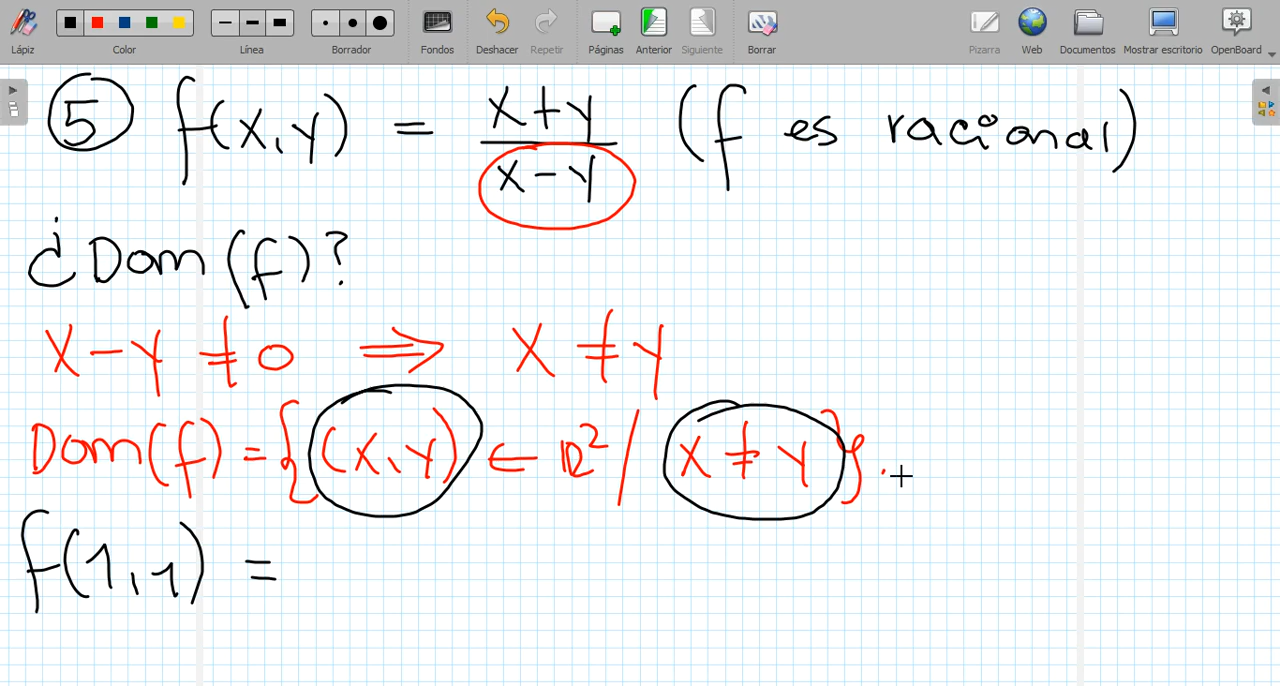 Lápiz Color Línea Borrador Fondos Deshacer Repetir Páginas Anterior Siguiente Borrar Pizarra Web Documentos Mostrar escritorio OpenBoard
5 f(x,y) = x+y / x-y (f es racional)
¿Dom(f)?
x-y ≠ 0 ⟹ x ≠ y
Dom(f) = {(x,y) ∈ ℝ² / x ≠ y}.
f(1,1) =